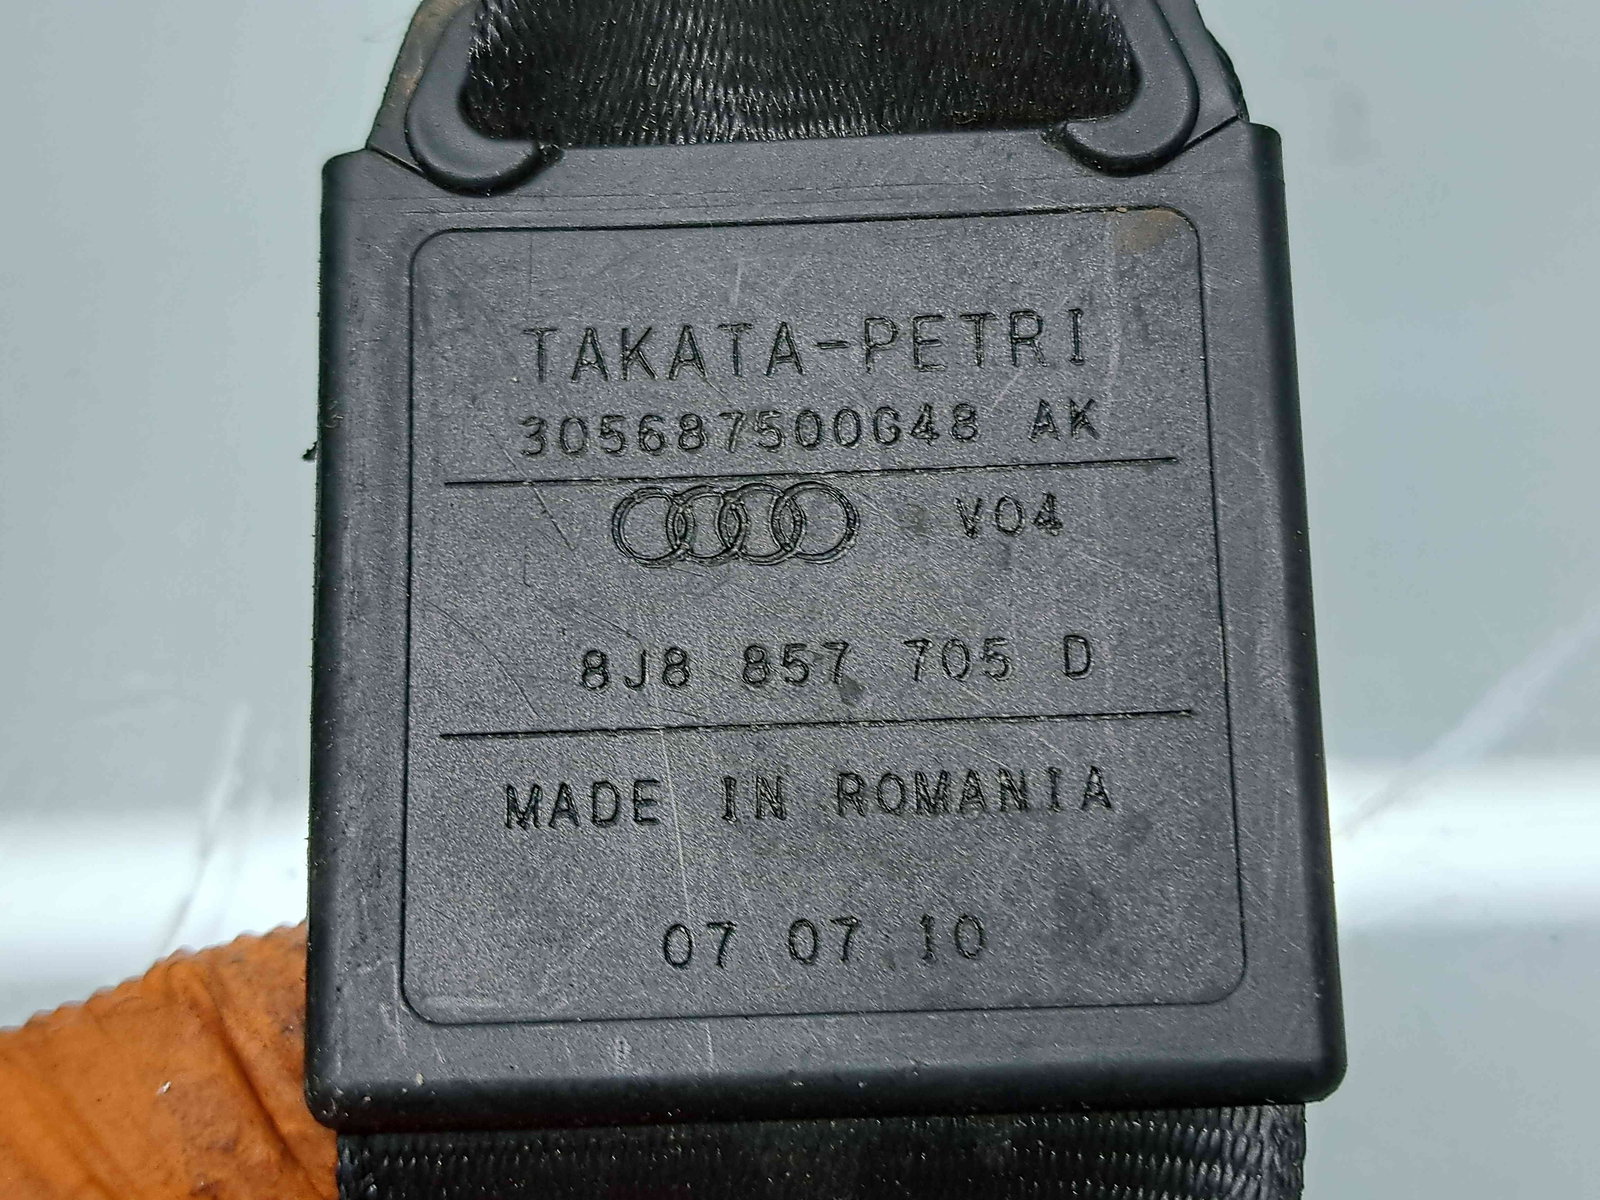 TAKATA-PETRI
305687500G48 AK
V04
8J8 857 705 D
MADE IN ROMANIA
07 07 10